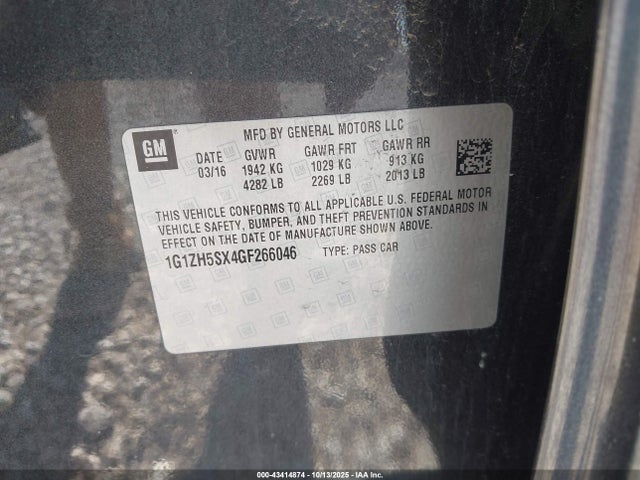 GM
MFD BY GENERAL MOTORS LLC
DATE GVWR GAWR FRT GAWR RR
03/16 1942 KG 1029 KG 913 KG
4282 LB 2269 LB 2013 LB
THIS VEHICLE CONFORMS TO ALL APPLICABLE U.S. FEDERAL MOTOR
VEHICLE SAFETY, BUMPER, AND THEFT PREVENTION STANDARDS IN
EFFECT ON THE DATE OF MANUFACTURE SHOWN ABOVE.
1G1ZH5SX4GF266046 TYPE: PASS CAR
000-43414874 | 10/13/2025 | IAA Inc.